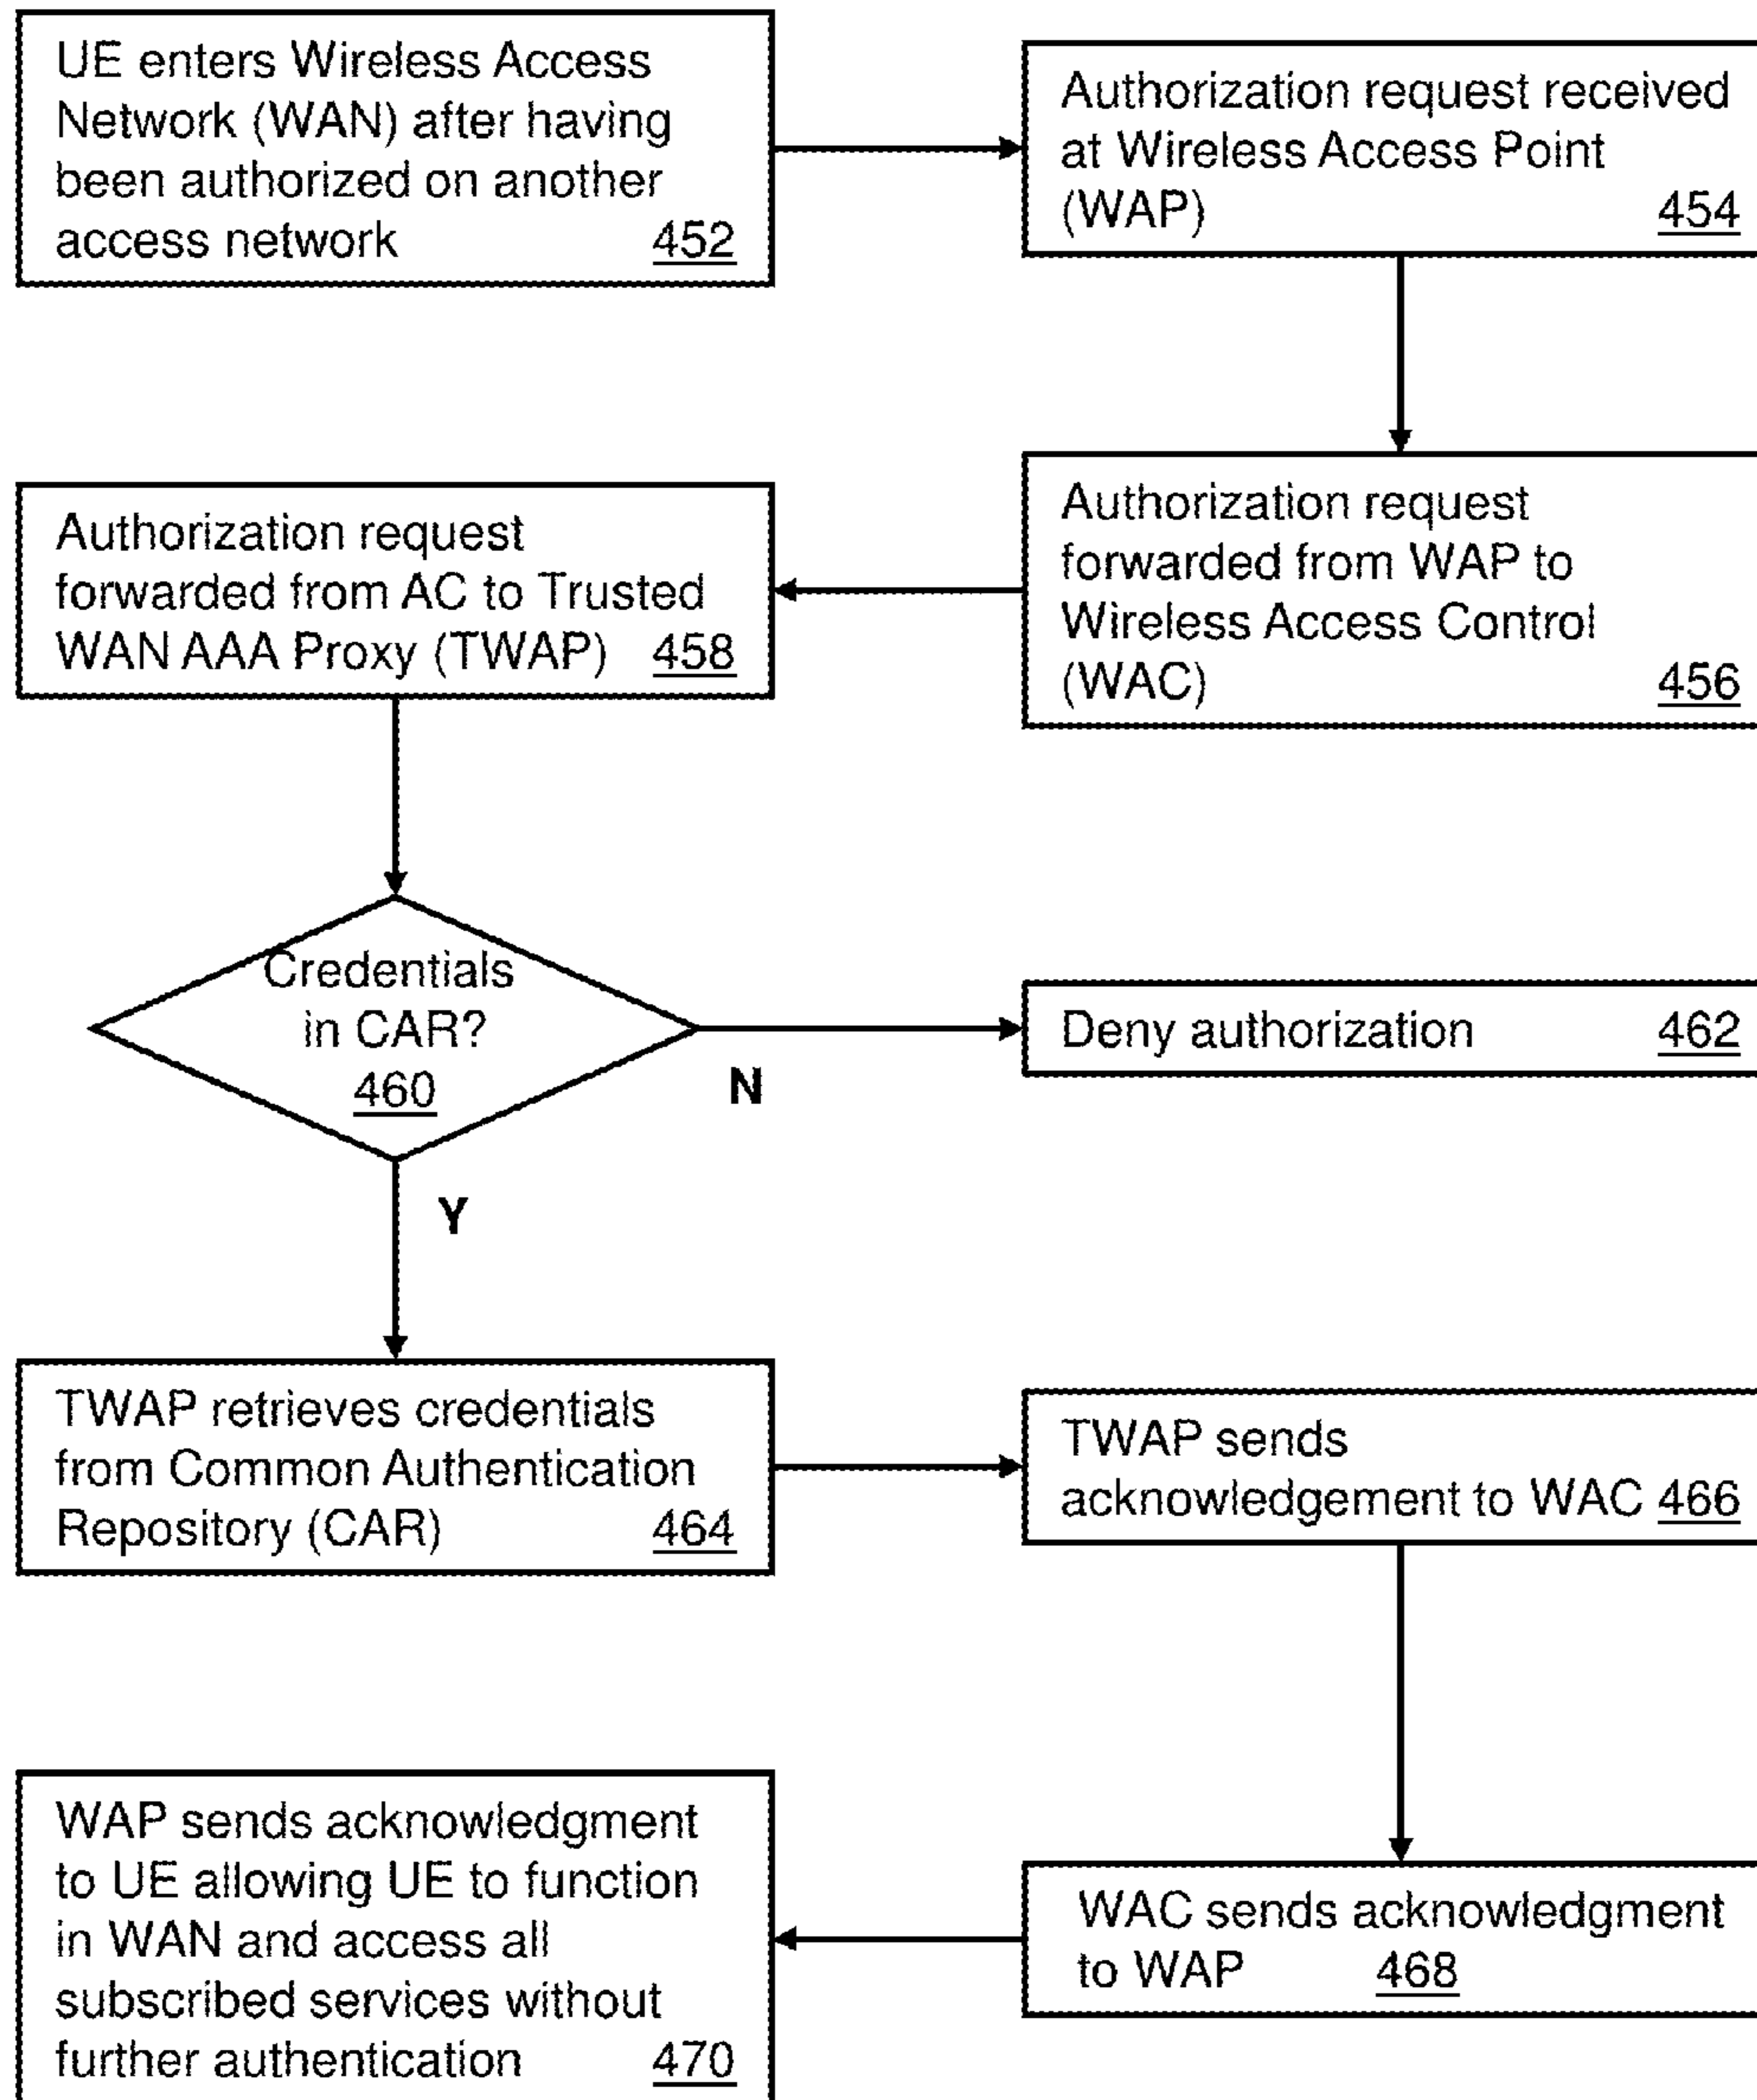 UE enters Wireless Access
Network (WAN) after having
been authorized on another
access network 452
Authorization request received
at Wireless Access Point
(WAP) 454
Authorization request
forwarded from WAP to
Wireless Access Control
(WAC) 456
Authorization request
forwarded from AC to Trusted
WAN AAA Proxy (TWAP) 458
Credentials
in CAR?
460
N
Deny authorization 462
Y
TWAP retrieves credentials
from Common Authentication
Repository (CAR) 464
TWAP sends
acknowledgement to WAC 466
WAC sends acknowledgment
to WAP 468
WAP sends acknowledgment
to UE allowing UE to function
in WAN and access all
subscribed services without
further authentication 470